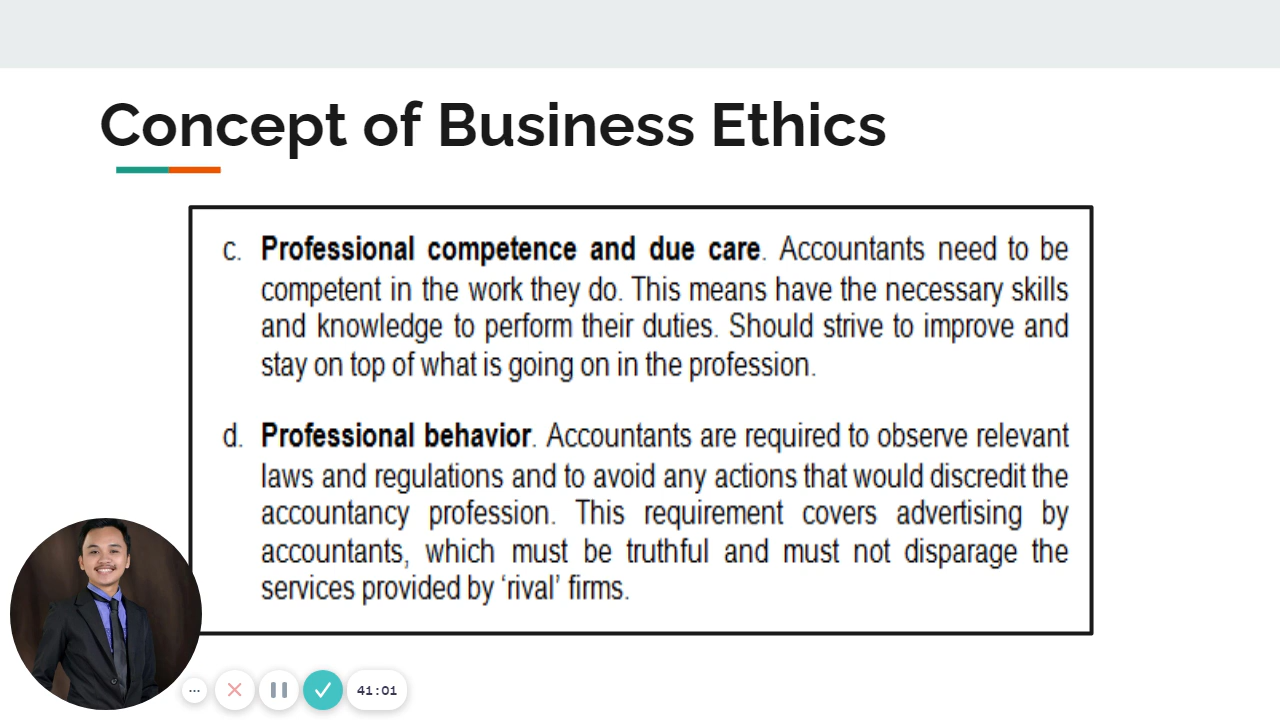 Concept of Business Ethics
c. Professional competence and due care. Accountants need to be
competent in the work they do. This means have the necessary skills
and knowledge to perform their duties. Should strive to improve and
stay on top of what is going on in the profession.
d. Professional behavior. Accountants are required to observe relevant
laws and regulations and to avoid any actions that would discredit the
accountancy profession. This requirement covers advertising by
accountants, which must be truthful and must not disparage the
services provided by ‘rival’ firms.
41:01